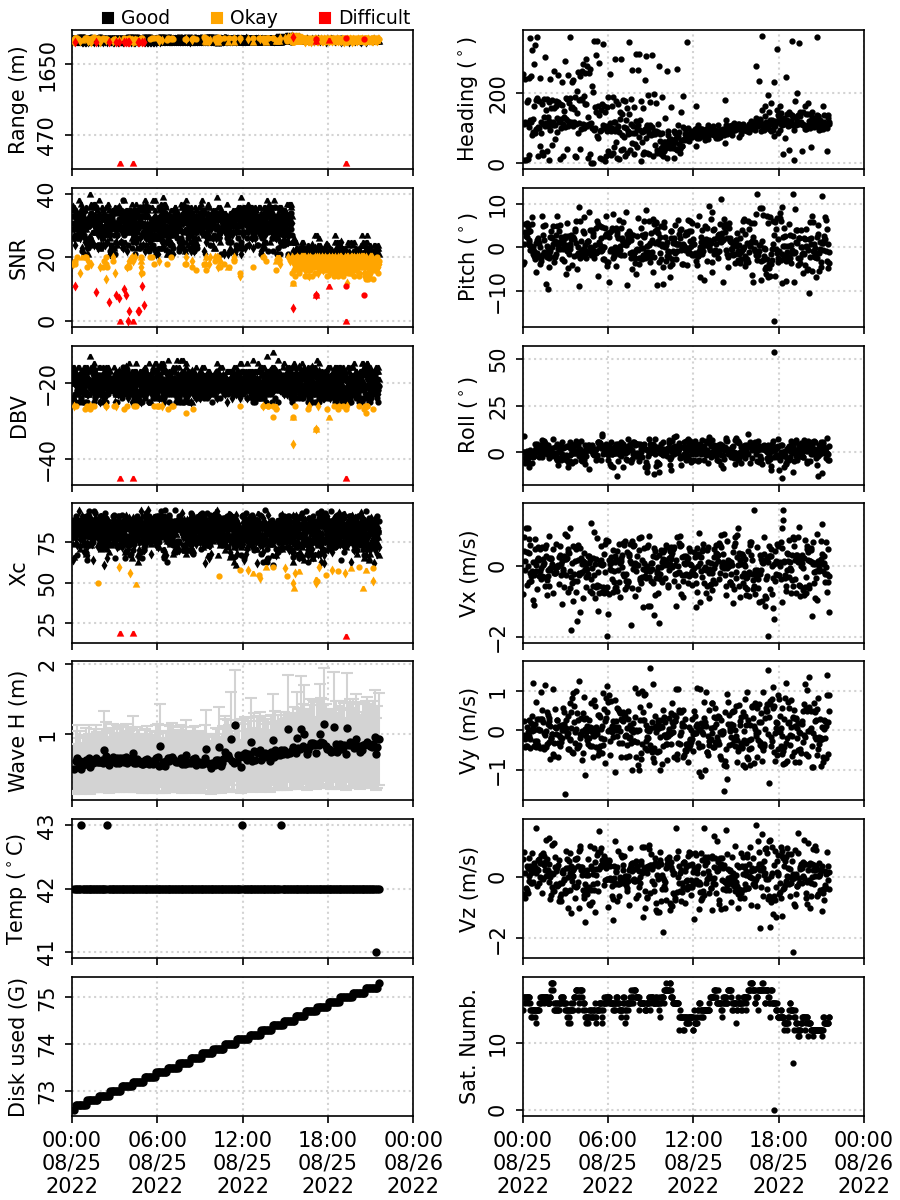 Good Okay Difficult
Range (m)
1650
470
Heading (°)
200
0
SNR
40
20
0
Pitch (°)
10
0
−10
DBV
−20
−40
Roll (°)
50
25
0
Xc
75
50
25
Vx (m/s)
0
−2
Wave H (m)
2
1
Vy (m/s)
1
0
−1
Temp (°C)
43
42
41
Vz (m/s)
0
−2
Disk used (G)
75
74
73
Sat. Numb.
10
0
00:00 06:00 12:00 18:00 00:00
08/25 08/25 08/25 08/25 08/26
2022 2022 2022 2022 2022
00:00 06:00 12:00 18:00 00:00
08/25 08/25 08/25 08/25 08/26
2022 2022 2022 2022 2022